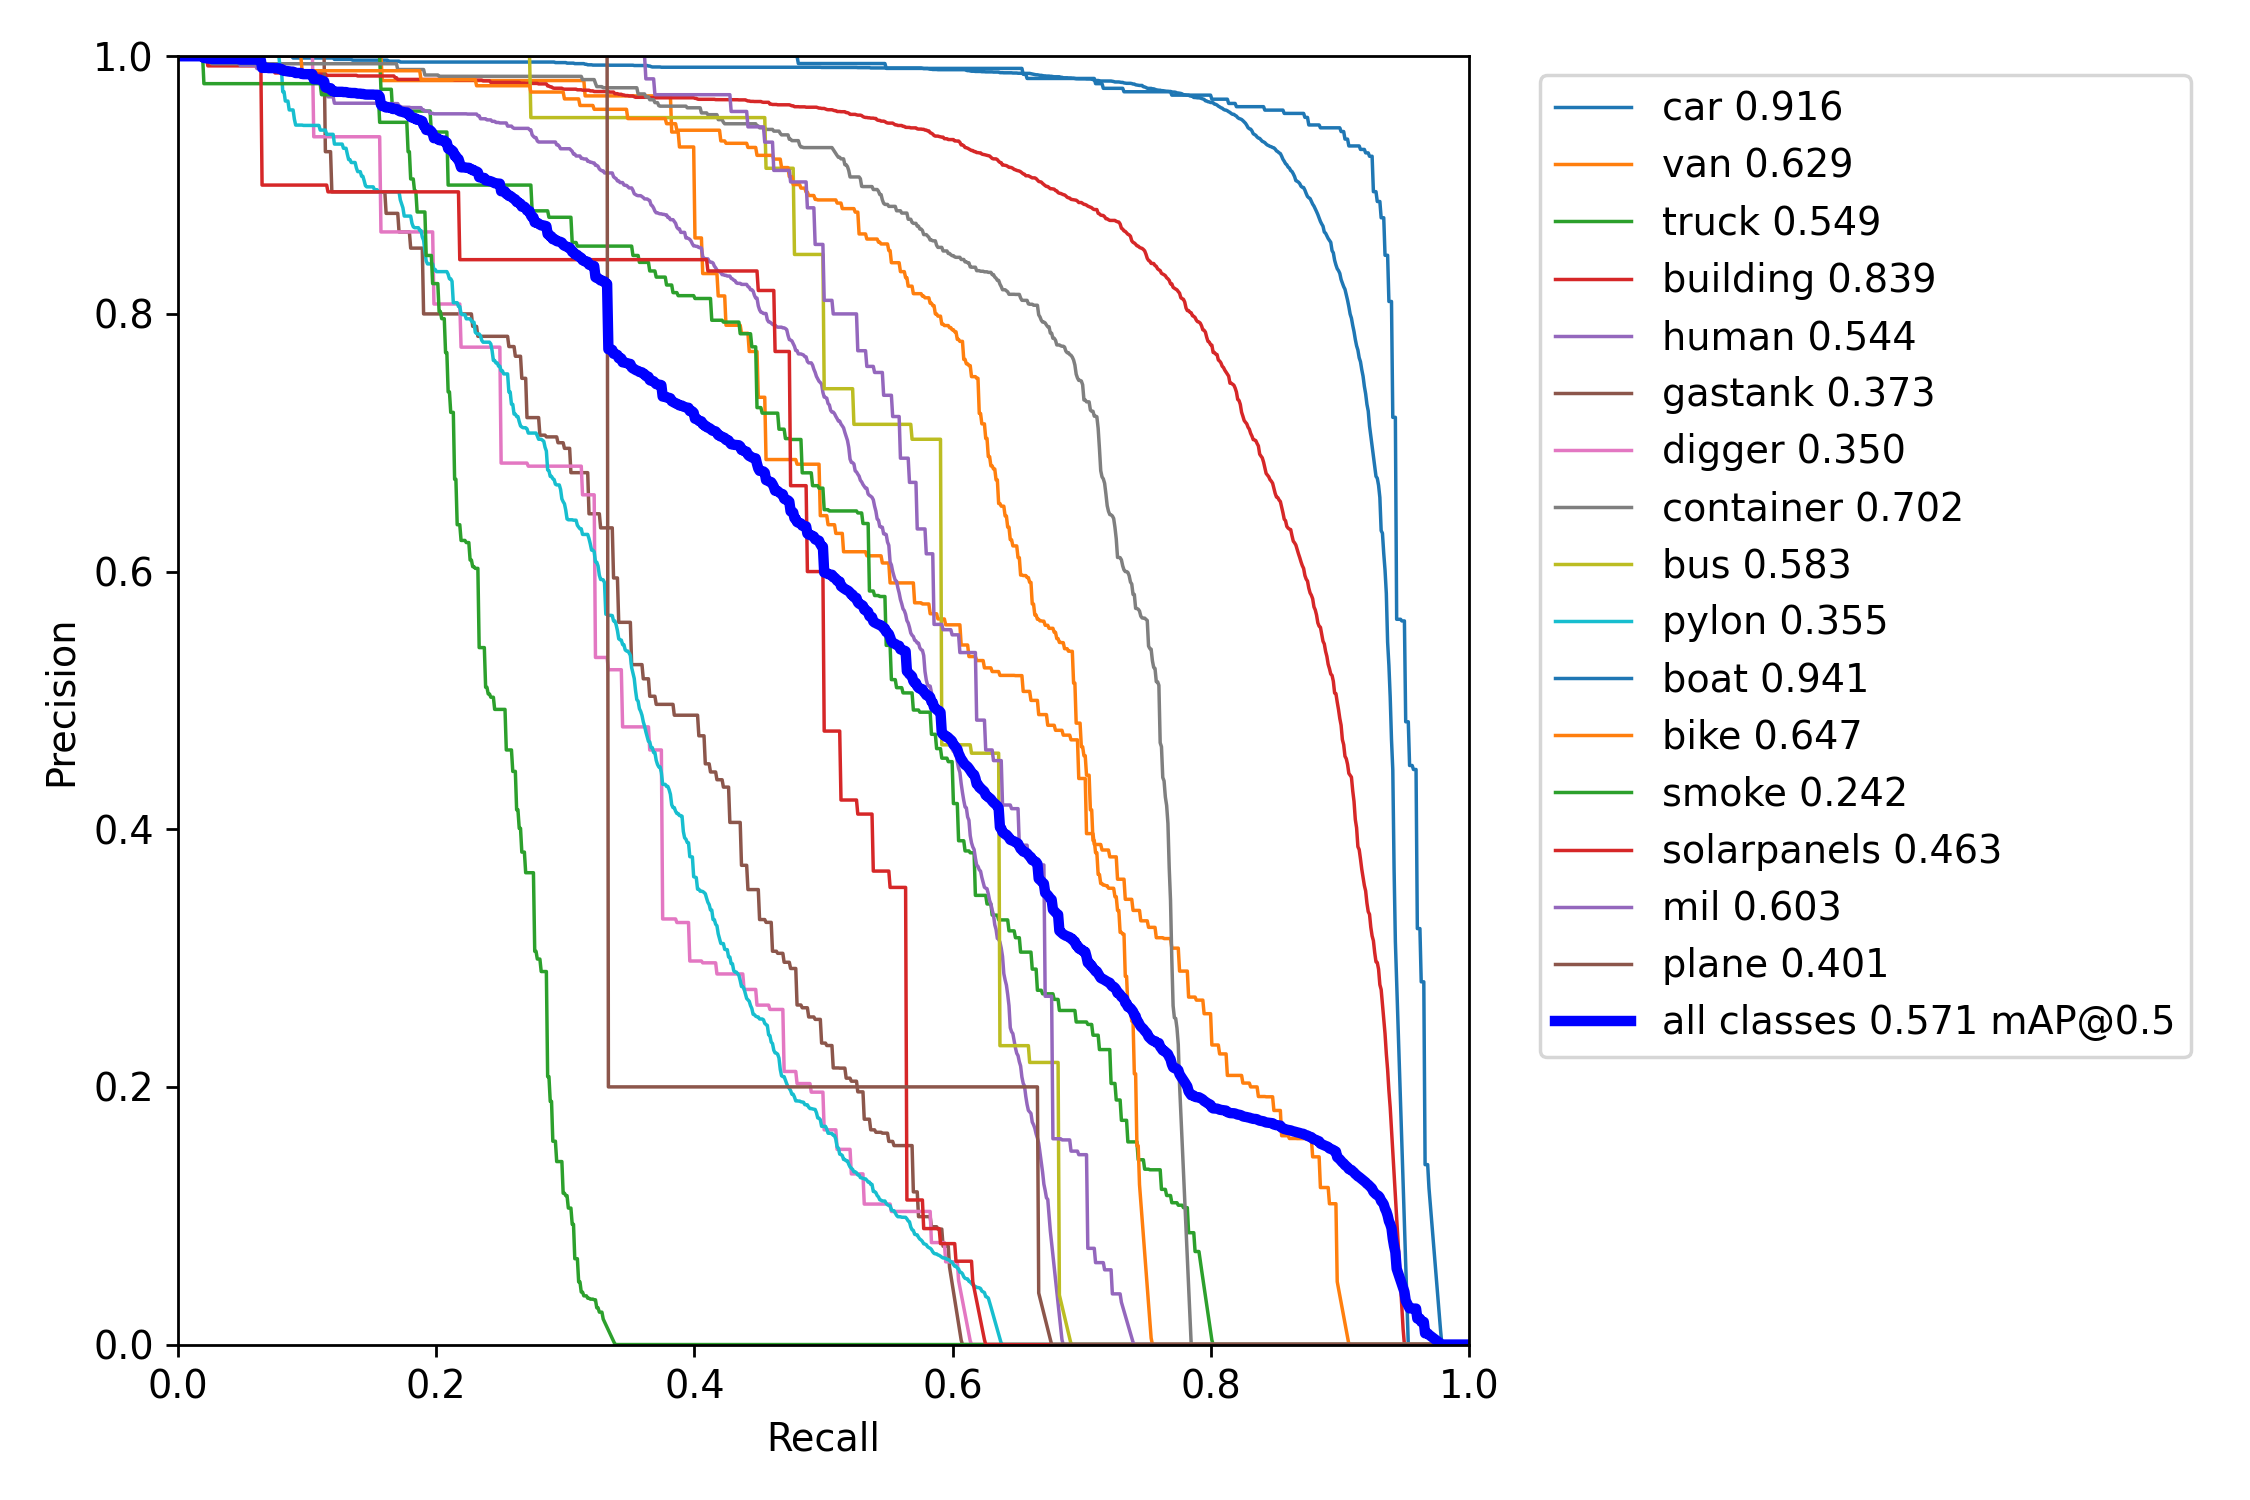 1.0
0.8
0.6
0.4
0.2
0.0
Precision
0.0 0.2 0.4 0.6 0.8 1.0
Recall
car 0.916
van 0.629
truck 0.549
building 0.839
human 0.544
gastank 0.373
digger 0.350
container 0.702
bus 0.583
pylon 0.355
boat 0.941
bike 0.647
smoke 0.242
solarpanels 0.463
mil 0.603
plane 0.401
all classes 0.571 mAP@0.5